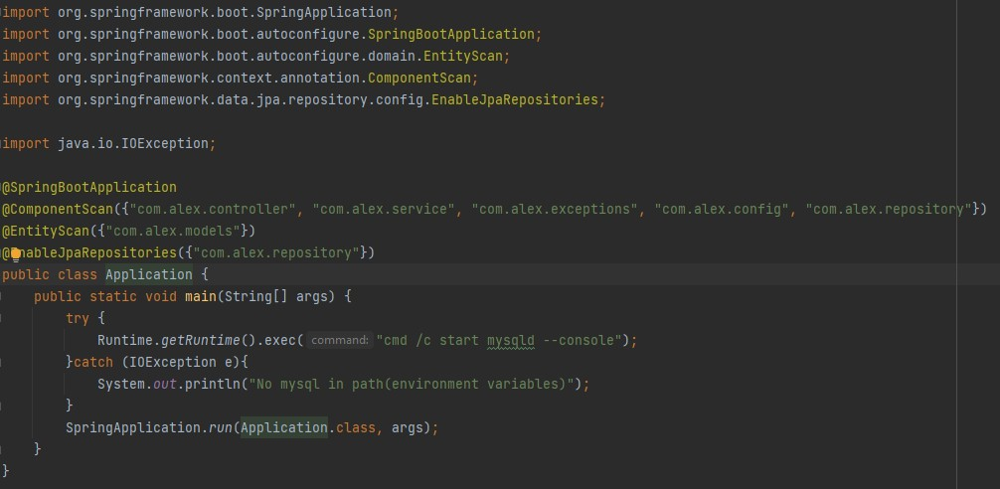 import org.springframework.boot.SpringApplication;
import org.springframework.boot.autoconfigure.SpringBootApplication;
import org.springframework.boot.autoconfigure.domain.EntityScan;
import org.springframework.context.annotation.ComponentScan;
import org.springframework.data.jpa.repository.config.EnableJpaRepositories;
import java.io.IOException;
@SpringBootApplication
@ComponentScan({"com.alex.controller", "com.alex.service", "com.alex.exceptions", "com.alex.config", "com.alex.repository"})
@EntityScan({"com.alex.models"})
@EnableJpaRepositories({"com.alex.repository"})
public class Application {
    public static void main(String[] args) {
        try {
            Runtime.getRuntime().exec( command: "cmd /c start mysqld --console");
        }catch (IOException e){
            System.out.println("No mysql in path(environment variables)");
        }
        SpringApplication.run(Application.class, args);
    }
}